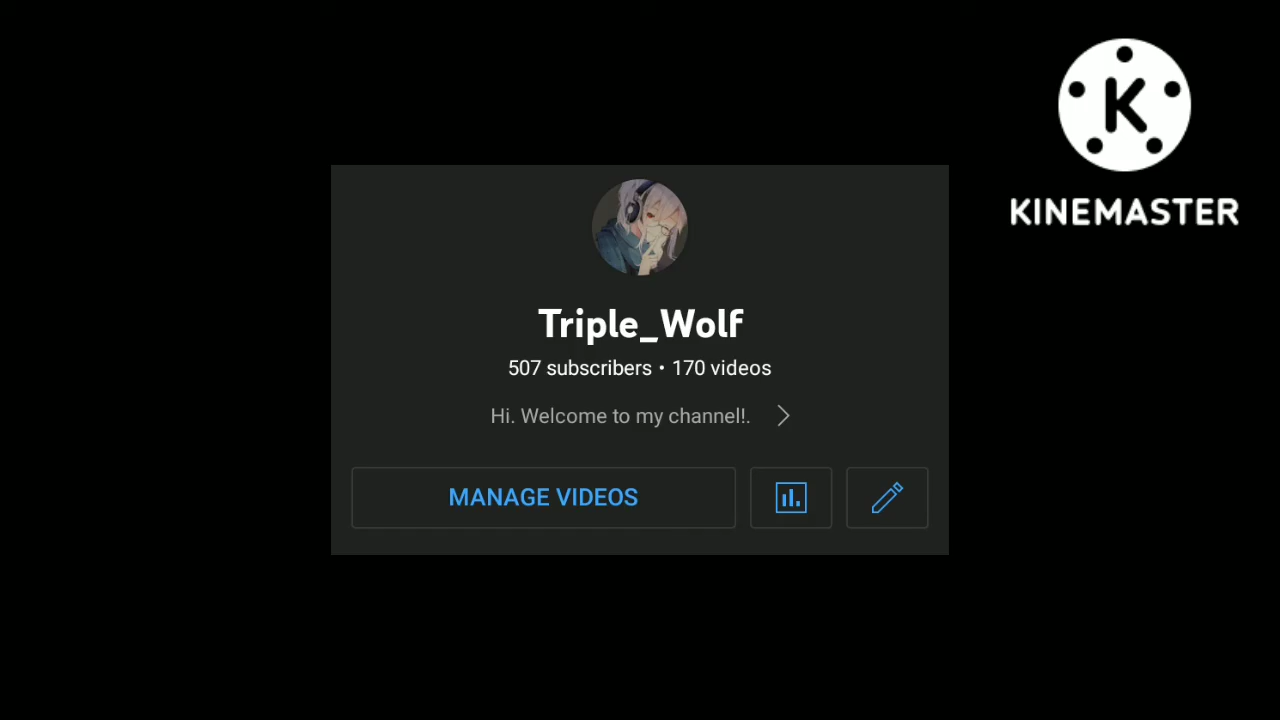 K
KINEMASTER
Triple_Wolf
507 subscribers • 170 videos
Hi. Welcome to my channel!.
MANAGE VIDEOS